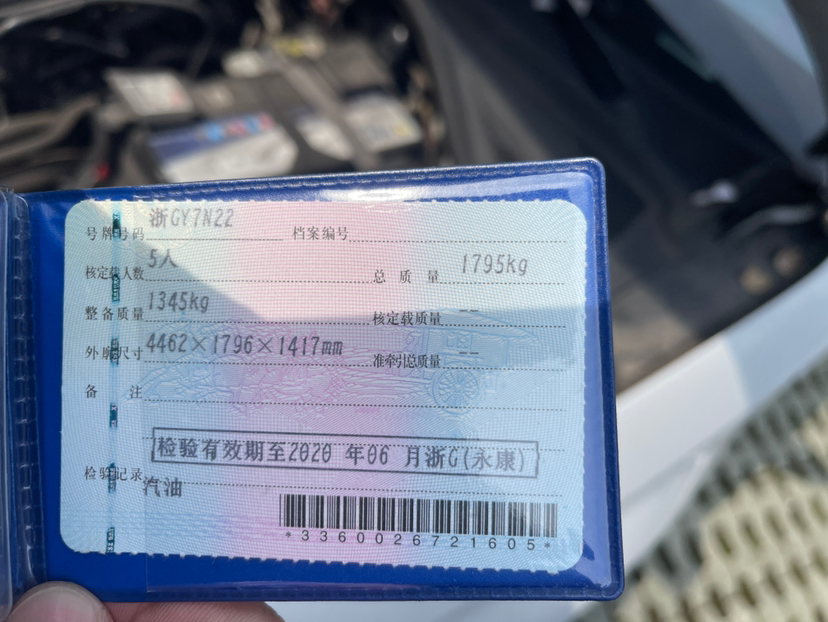 号牌号码 浙GY7N22 档案编号
核定载人数 5人 总质量 1795kg
整备质量 1345kg 核定载质量 --
外廓尺寸 4462×1796×1417mm 准牵引总质量 --
备注
检验有效期至2020 年06 月浙G(永康)
检验记录
汽油
*3360026721605*